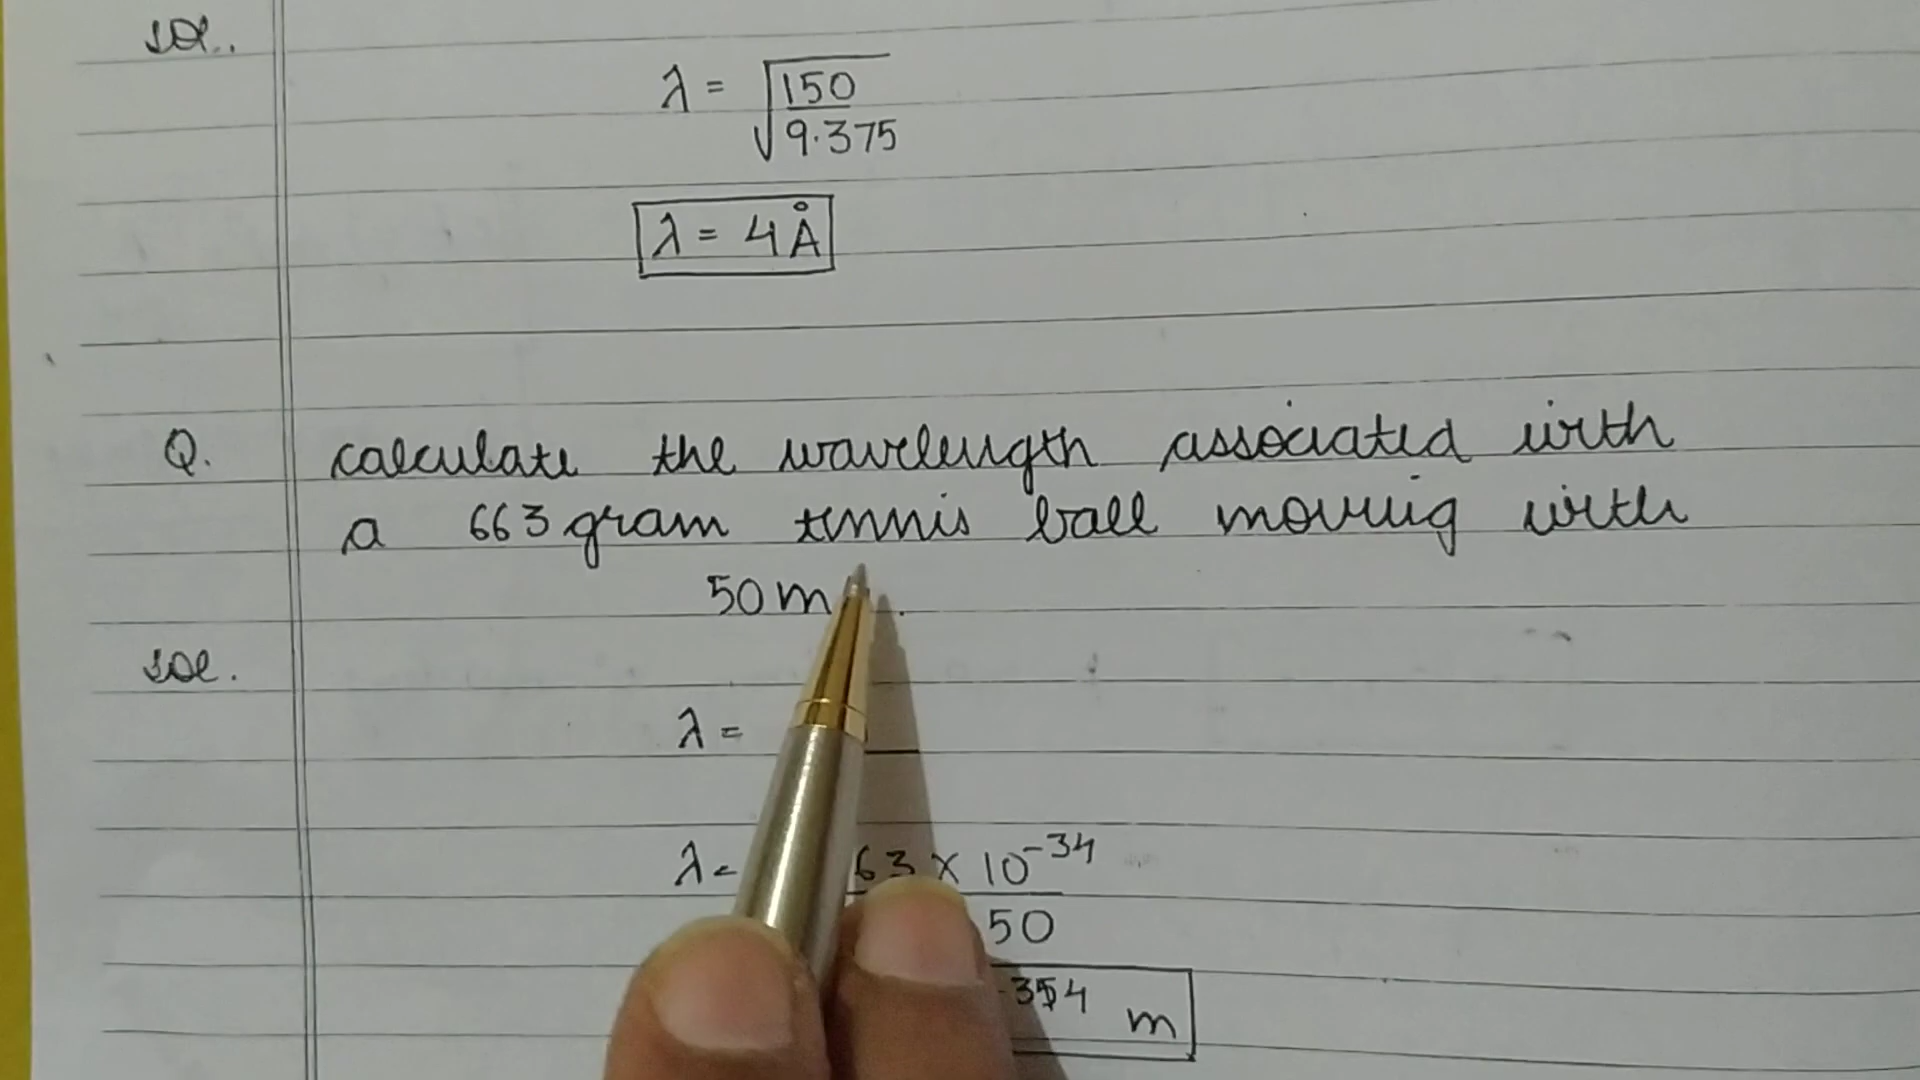 sol.
λ = √150/9.375
λ = 4 Å
Q. calculate the wavelength associated with
a 663 gram tennis ball moving with
50 m
sol.
λ =
λ = 63 × 10⁻³⁴
50
m